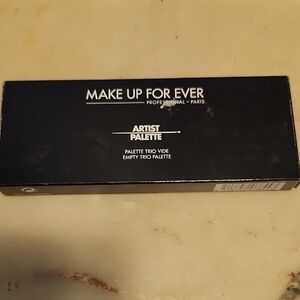 MAKE UP FOR EVER
PROFESSIONAL - PARIS
ARTIST
PALETTE
PALETTE TRIO VIDE
EMPTY TRIO PALETTE